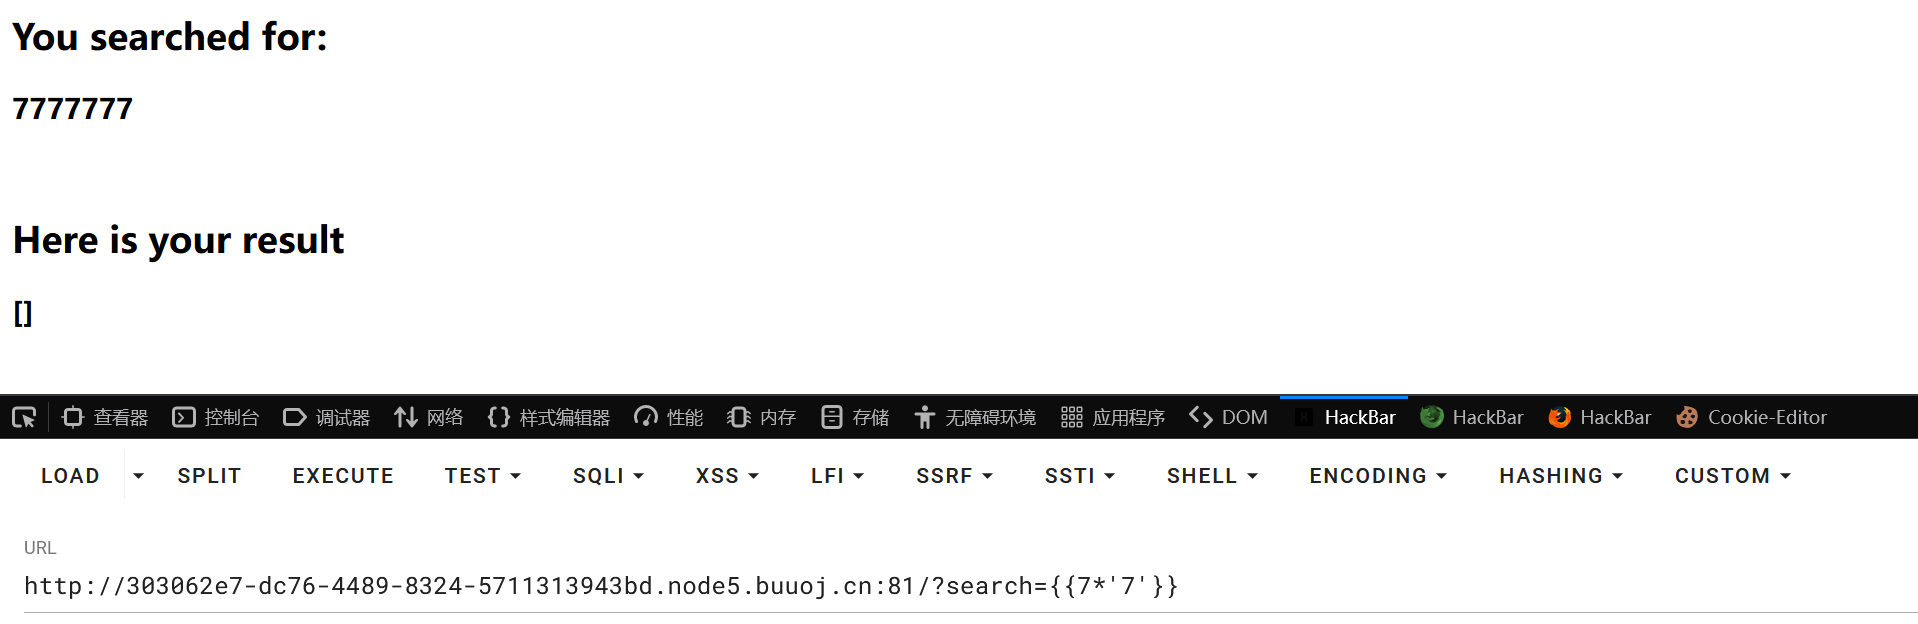 You searched for:
7777777
Here is your result
[]
查看器 控制台 调试器 网络 样式编辑器 性能 内存 存储 无障碍环境 应用程序 DOM HackBar HackBar HackBar Cookie-Editor
LOAD SPLIT EXECUTE TEST SQLI XSS LFI SSRF SSTI SHELL ENCODING HASHING CUSTOM
URL
http://303062e7-dc76-4489-8324-5711313943bd.node5.buuoj.cn:81/?search={{7*'7'}}